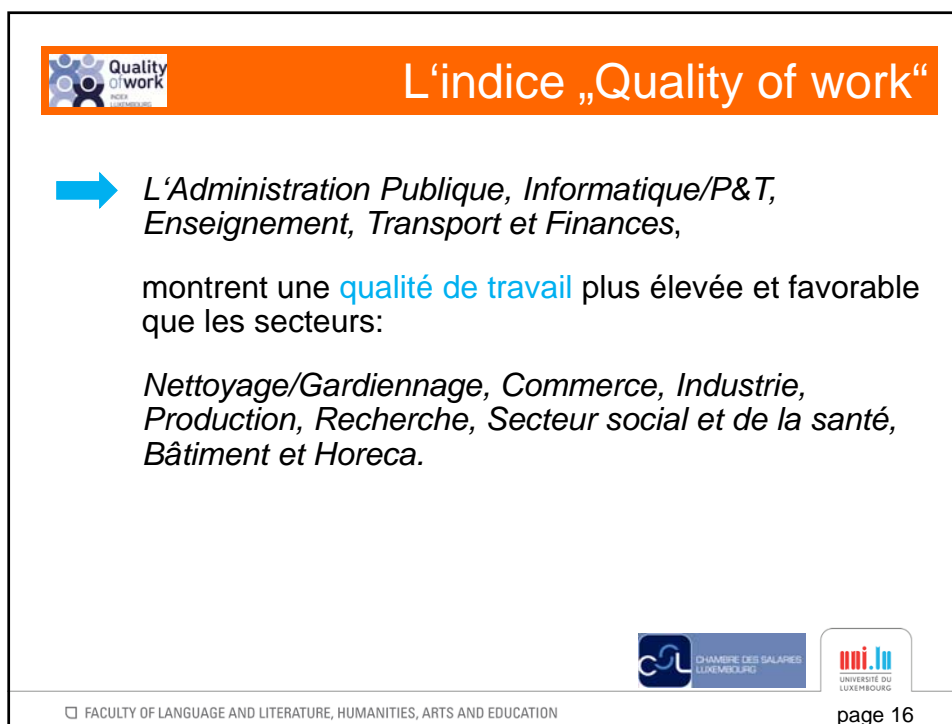 Quality
of work
INDEX
LUXEMBOURG
L‘indice „Quality of work“
L‘Administration Publique, Informatique/P&T,
Enseignement, Transport et Finances,
montrent une qualité de travail plus élevée et favorable
que les secteurs:
Nettoyage/Gardiennage, Commerce, Industrie,
Production, Recherche, Secteur social et de la santé,
Bâtiment et Horeca.
CSL
CHAMBRE DES SALARIES
LUXEMBOURG
uni.lu
UNIVERSITÉ DU
LUXEMBOURG
FACULTY OF LANGUAGE AND LITERATURE, HUMANITIES, ARTS AND EDUCATION
page 16